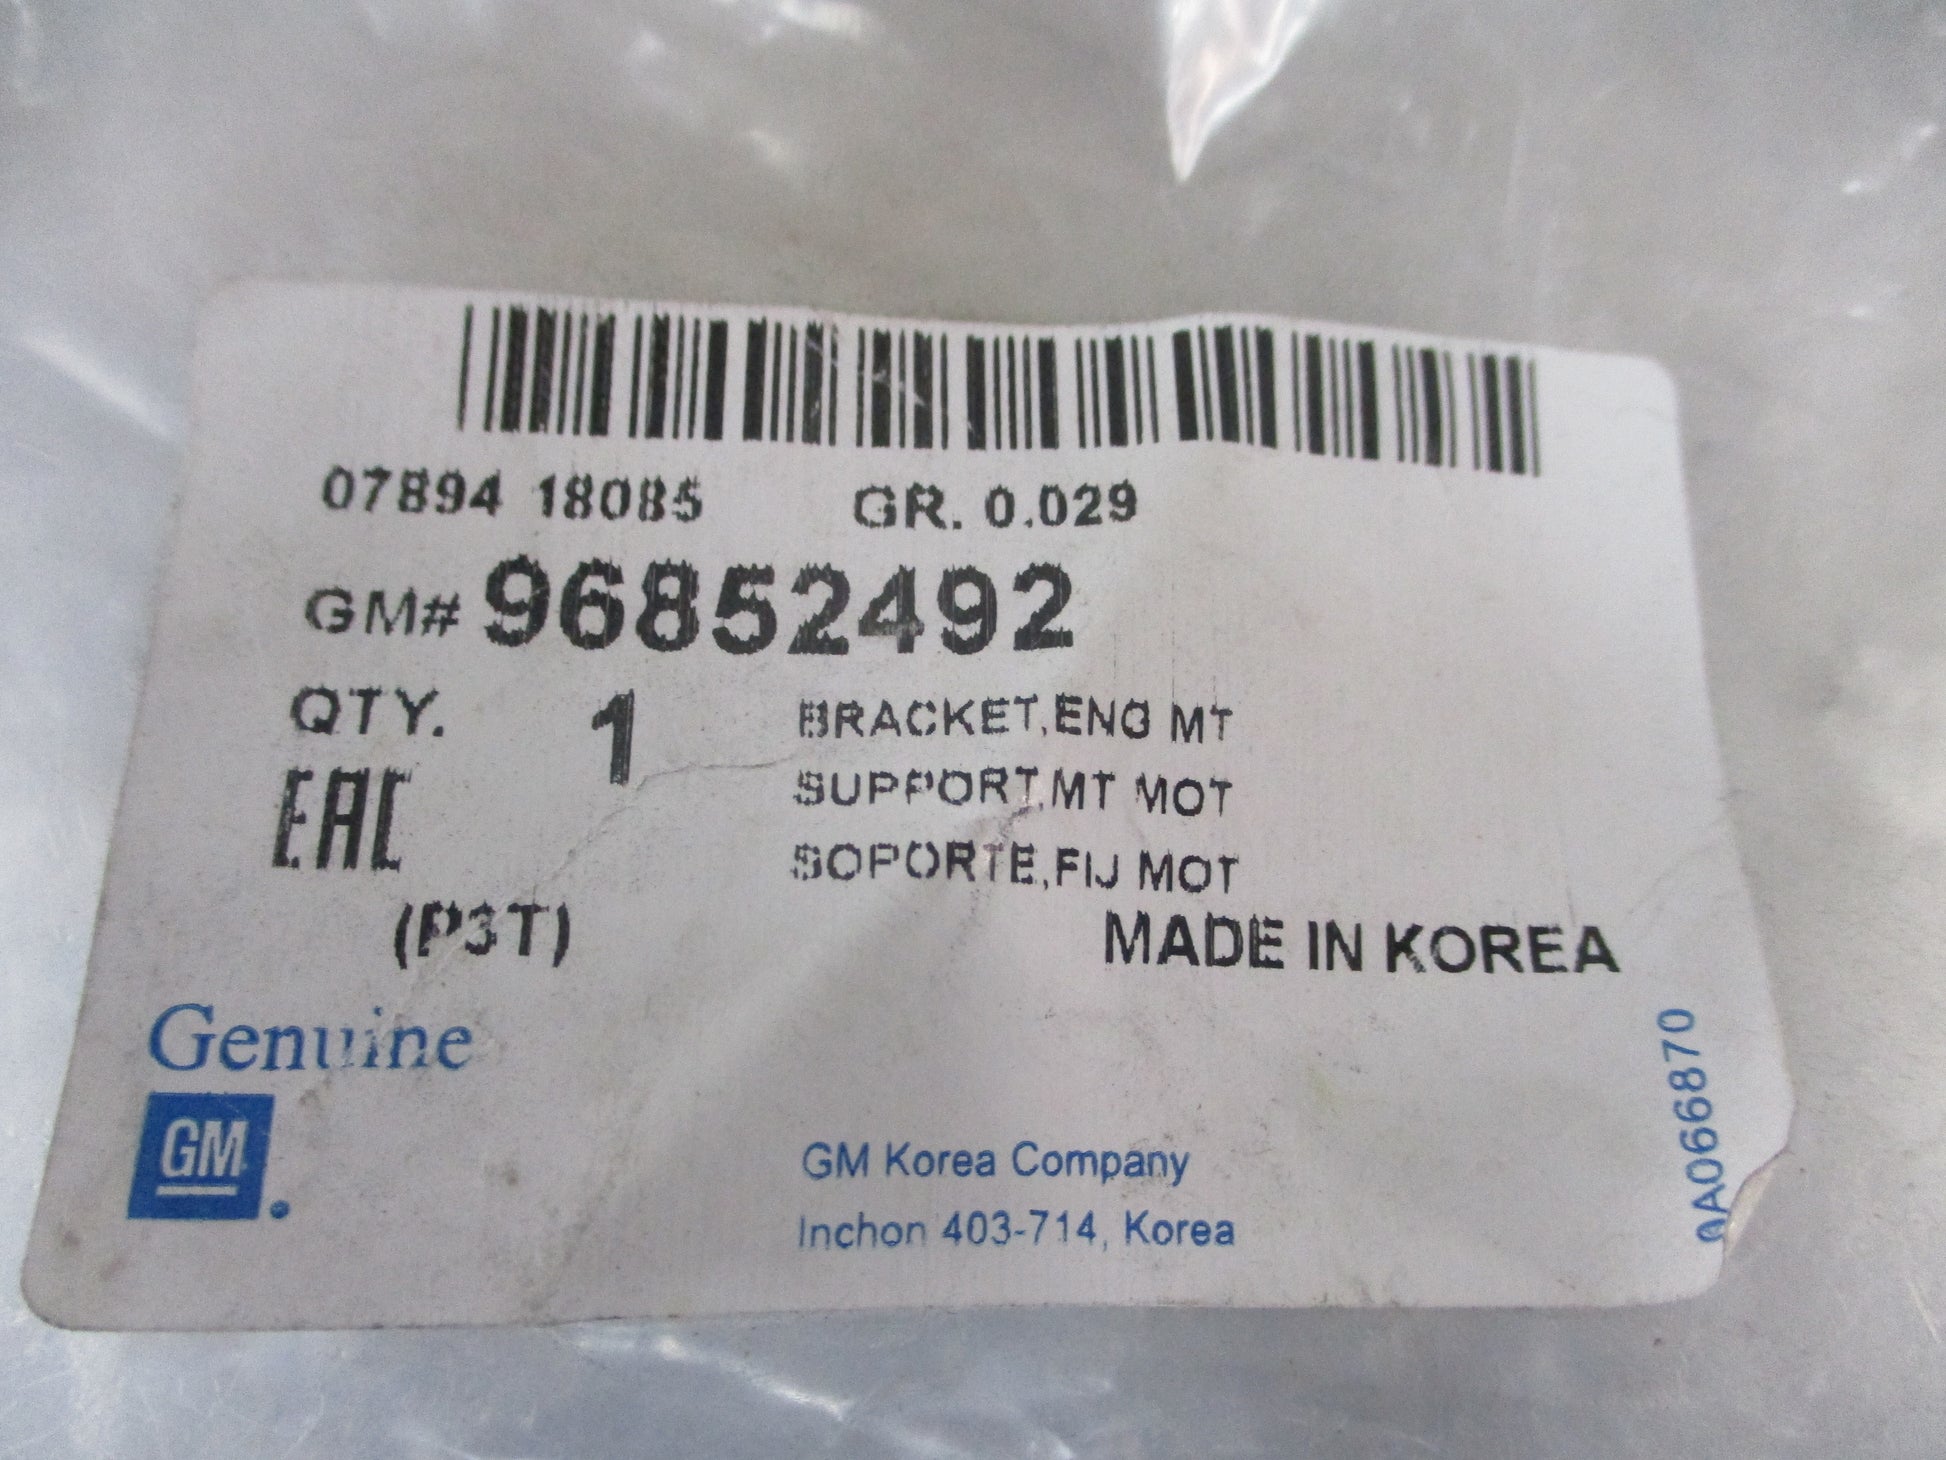 07894 18085 GR. 0.029
GM# 96852492
QTY. 1 BRACKET,ENG MT
EAC SUPPORT,MT MOT
SOPORTE,FIJ MOT
(P3T) MADE IN KOREA
Genuine
GM
GM Korea Company
Inchon 403-714, Korea
0A066870